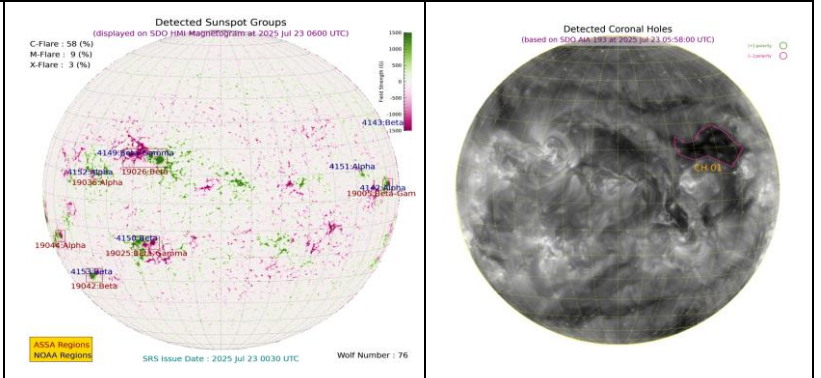 Detected Sunspot Groups
(displayed on SDO HMI Magnetogram at 2025 Jul 23 0600 UTC)
C-Flare : 58 (%)
M-Flare : 9 (%)
X-Flare : 3 (%)
1500
1000
500
0
-500
-1000
-1500
Field Strength (G)
4143:Beta
4149:Beta-Gamma
19026:Beta
4152:Alpha
19036:Alpha
4151:Alpha
4142:Alpha
19005:Beta-Gam
4150:Beta
19025:Beta-Gamma
19044:Alpha
4153:Beta
19042:Beta
ASSA Regions
NOAA Regions
SRS Issue Date : 2025 Jul 23 0030 UTC
Wolf Number : 76
Detected Coronal Holes
(based on SDO AIA 193 at 2025 Jul 23 05:58:00 UTC)
(+) polarity
(-) polarity
CH 01